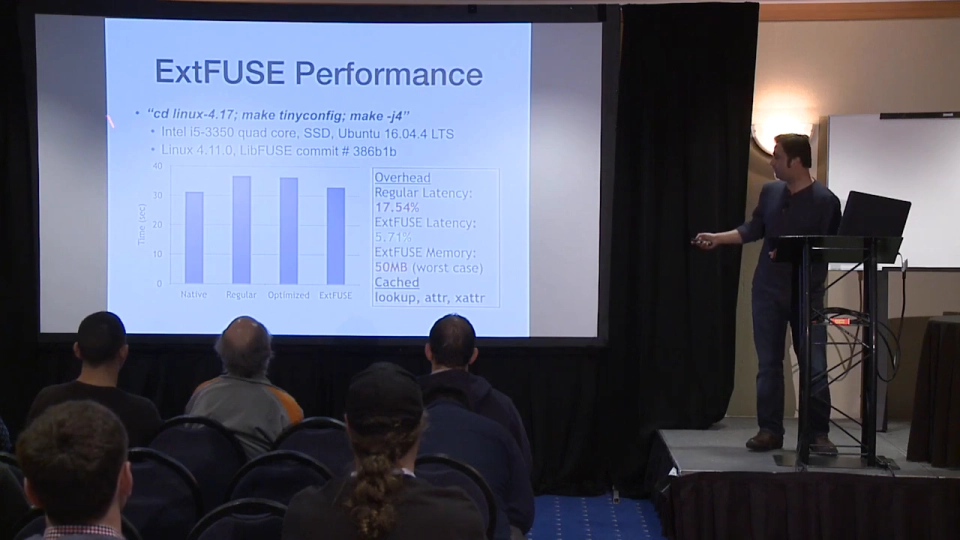 ExtFUSE Performance
• "cd linux-4.17; make tinyconfig; make -j4"
• Intel i5-3350 quad core, SSD, Ubuntu 16.04.4 LTS
• Linux 4.11.0, LibFUSE commit # 386b1b
40
30
20
10
0
Time (sec)
Native Regular Optimized ExtFUSE
Overhead
Regular Latency:
17.54%
ExtFUSE Latency:
5.71%
ExtFUSE Memory:
50MB (worst case)
Cached
lookup, attr, xattr